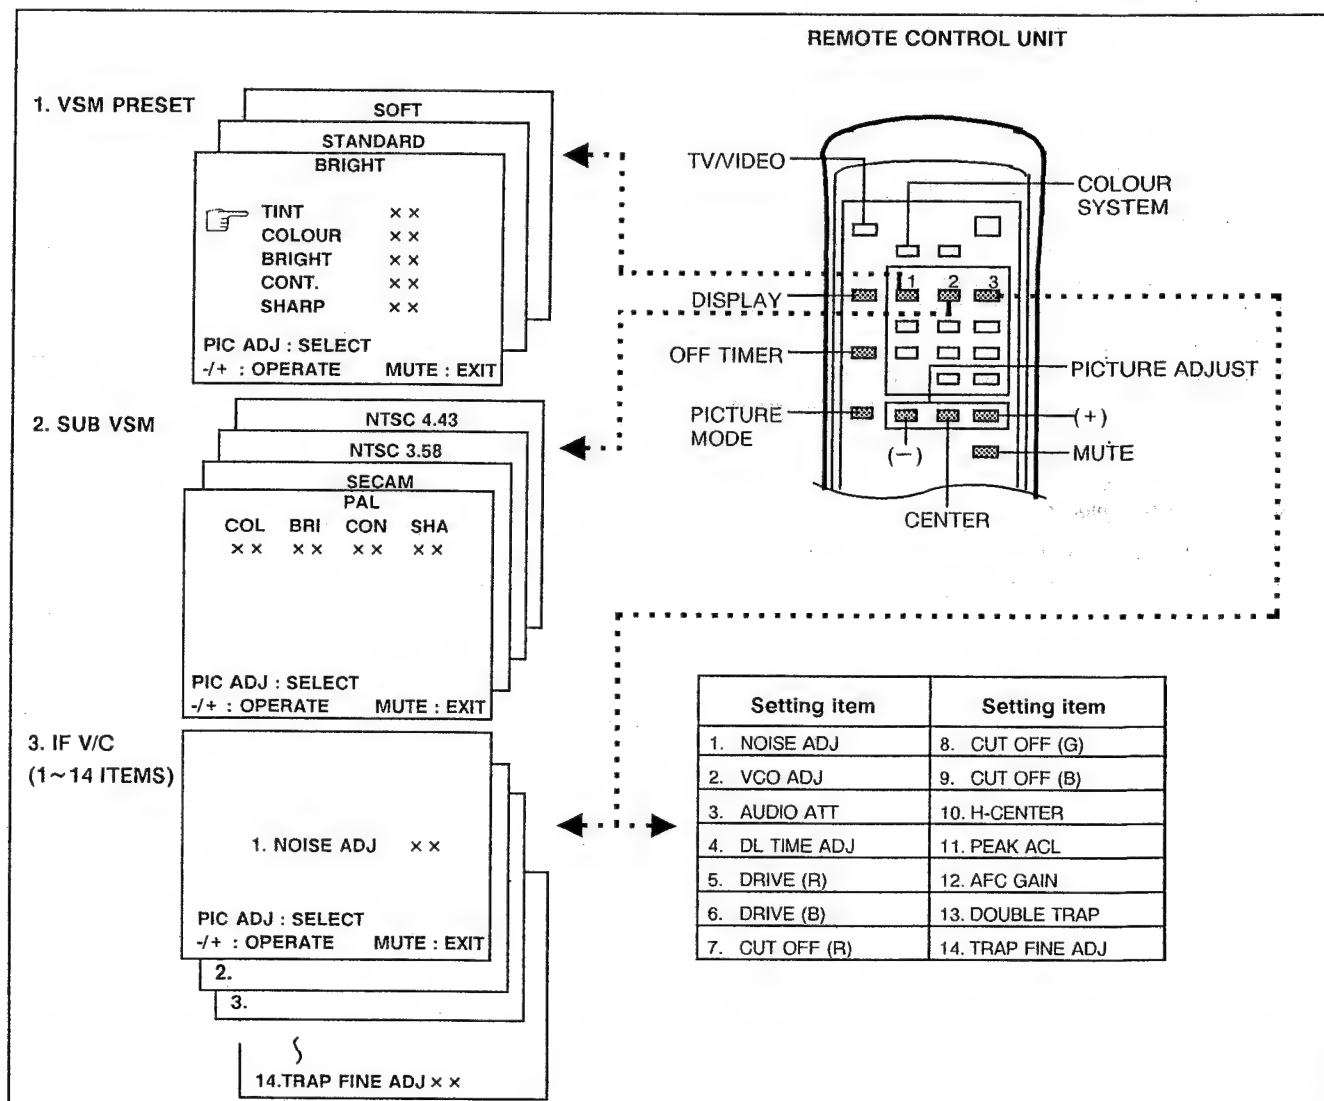 REMOTE CONTROL UNIT
1. VSM PRESET
SOFT
STANDARD
BRIGHT
TINT ××
COLOUR ××
BRIGHT ××
CONT. ××
SHARP ××
PIC ADJ : SELECT
-/+ : OPERATE MUTE : EXIT
TV/VIDEO
COLOUR
SYSTEM
1 2 3
DISPLAY
OFF TIMER
PICTURE ADJUST
PICTURE
MODE
(+)
(−)
MUTE
CENTER
2. SUB VSM
NTSC 4.43
NTSC 3.58
SECAM
PAL
COL BRI CON SHA
×× ×× ×× ××
PIC ADJ : SELECT
-/+ : OPERATE MUTE : EXIT
3. IF V/C
(1~14 ITEMS)
1. NOISE ADJ ××
PIC ADJ : SELECT
-/+ : OPERATE MUTE : EXIT
2.
3.
14.TRAP FINE ADJ ××
Setting item Setting item
1. NOISE ADJ 8. CUT OFF (G)
2. VCO ADJ 9. CUT OFF (B)
3. AUDIO ATT 10. H-CENTER
4. DL TIME ADJ 11. PEAK ACL
5. DRIVE (R) 12. AFC GAIN
6. DRIVE (B) 13. DOUBLE TRAP
7. CUT OFF (R) 14. TRAP FINE ADJ